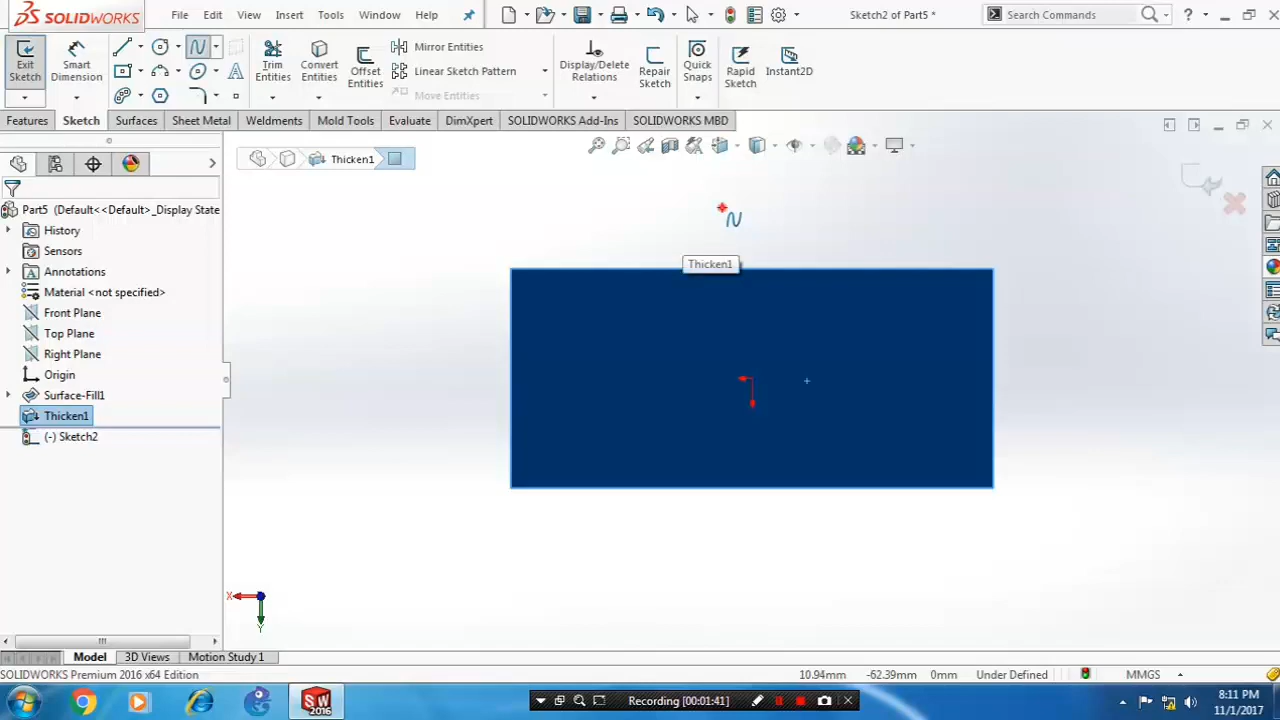 SOLIDWORKS
File Edit View Insert Tools Window Help
Sketch2 of Part5 *
Search Commands
Exit Sketch
Smart Dimension
Trim Entities
Convert Entities
Offset Entities
Mirror Entities
Linear Sketch Pattern
Move Entities
Display/Delete Relations
Repair Sketch
Quick Snaps
Rapid Sketch
Instant2D
Features Sketch Surfaces Sheet Metal Weldments Mold Tools Evaluate DimXpert SOLIDWORKS Add-Ins SOLIDWORKS MBD
Thicken1
Part5 (Default<<Default>_Display State
History
Sensors
Annotations
Material <not specified>
Front Plane
Top Plane
Right Plane
Origin
Surface-Fill1
Thicken1
(-) Sketch2
Thicken1
X
Y
Model 3D Views Motion Study 1
SOLIDWORKS Premium 2016 x64 Edition
10.94mm -62.39mm 0mm Under Defined MMGS
SW 2016
Recording [00:01:41]
8:11 PM
11/1/2017